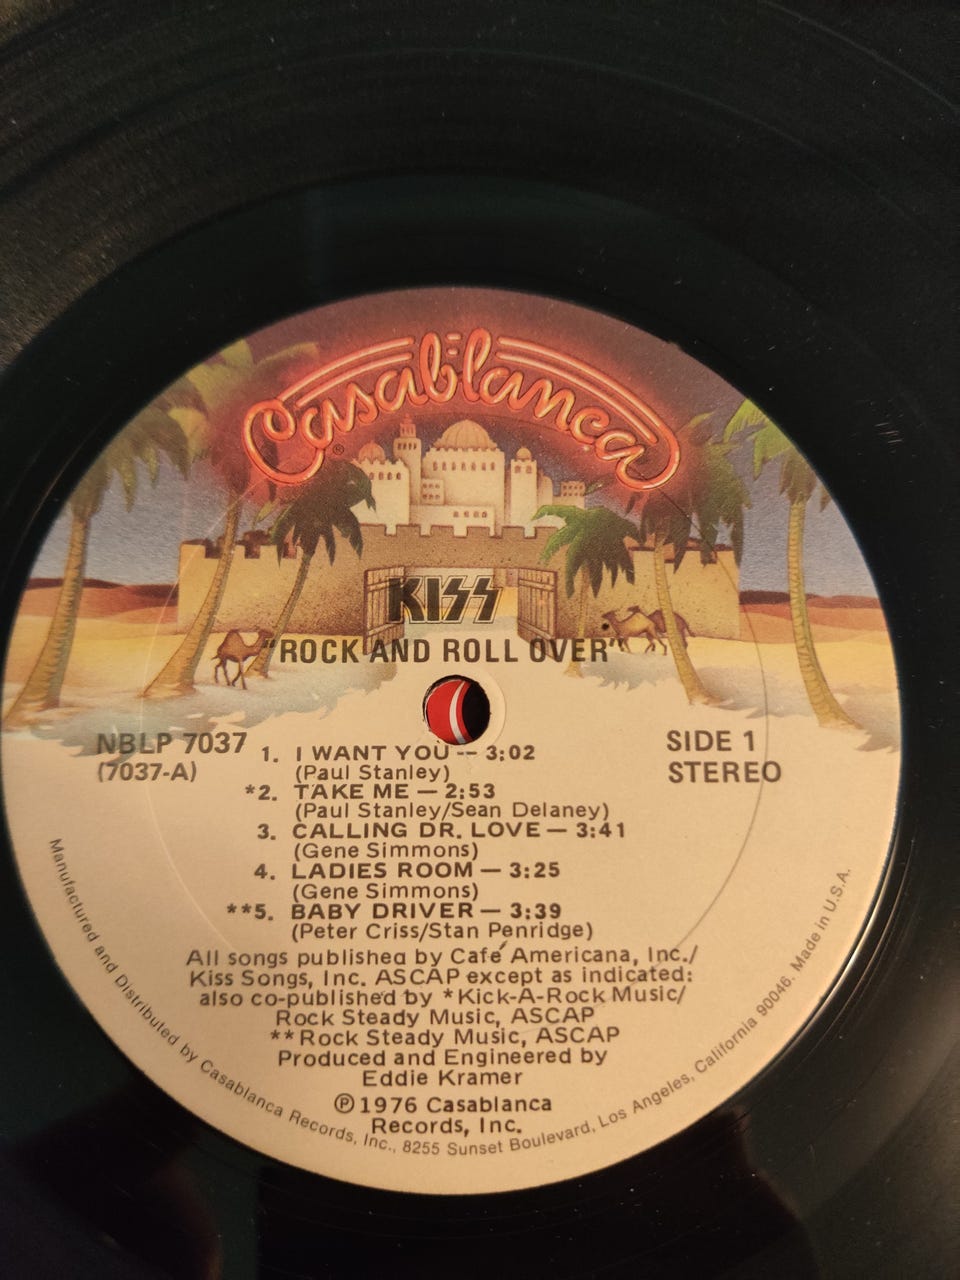 Casablanca
®
KISS
"ROCK AND ROLL OVER"
NBLP 7037
(7037-A)
SIDE 1
STEREO
1. I WANT YOU -- 3:02
(Paul Stanley)
*2. TAKE ME — 2:53
(Paul Stanley/Sean Delaney)
3. CALLING DR. LOVE — 3:41
(Gene Simmons)
4. LADIES ROOM — 3:25
(Gene Simmons)
**5. BABY DRIVER — 3:39
(Peter Criss/Stan Penridge)
All songs published by Café Americana, Inc./
Kiss Songs, Inc. ASCAP except as indicated:
also co-published by *Kick-A-Rock Music/
Rock Steady Music, ASCAP
**Rock Steady Music, ASCAP
Produced and Engineered by
Eddie Kramer
℗1976 Casablanca
Records, Inc.
Manufactured and Distributed by Casablanca Records, Inc., 8255 Sunset Boulevard, Los Angeles, California 90046. Made in U.S.A.